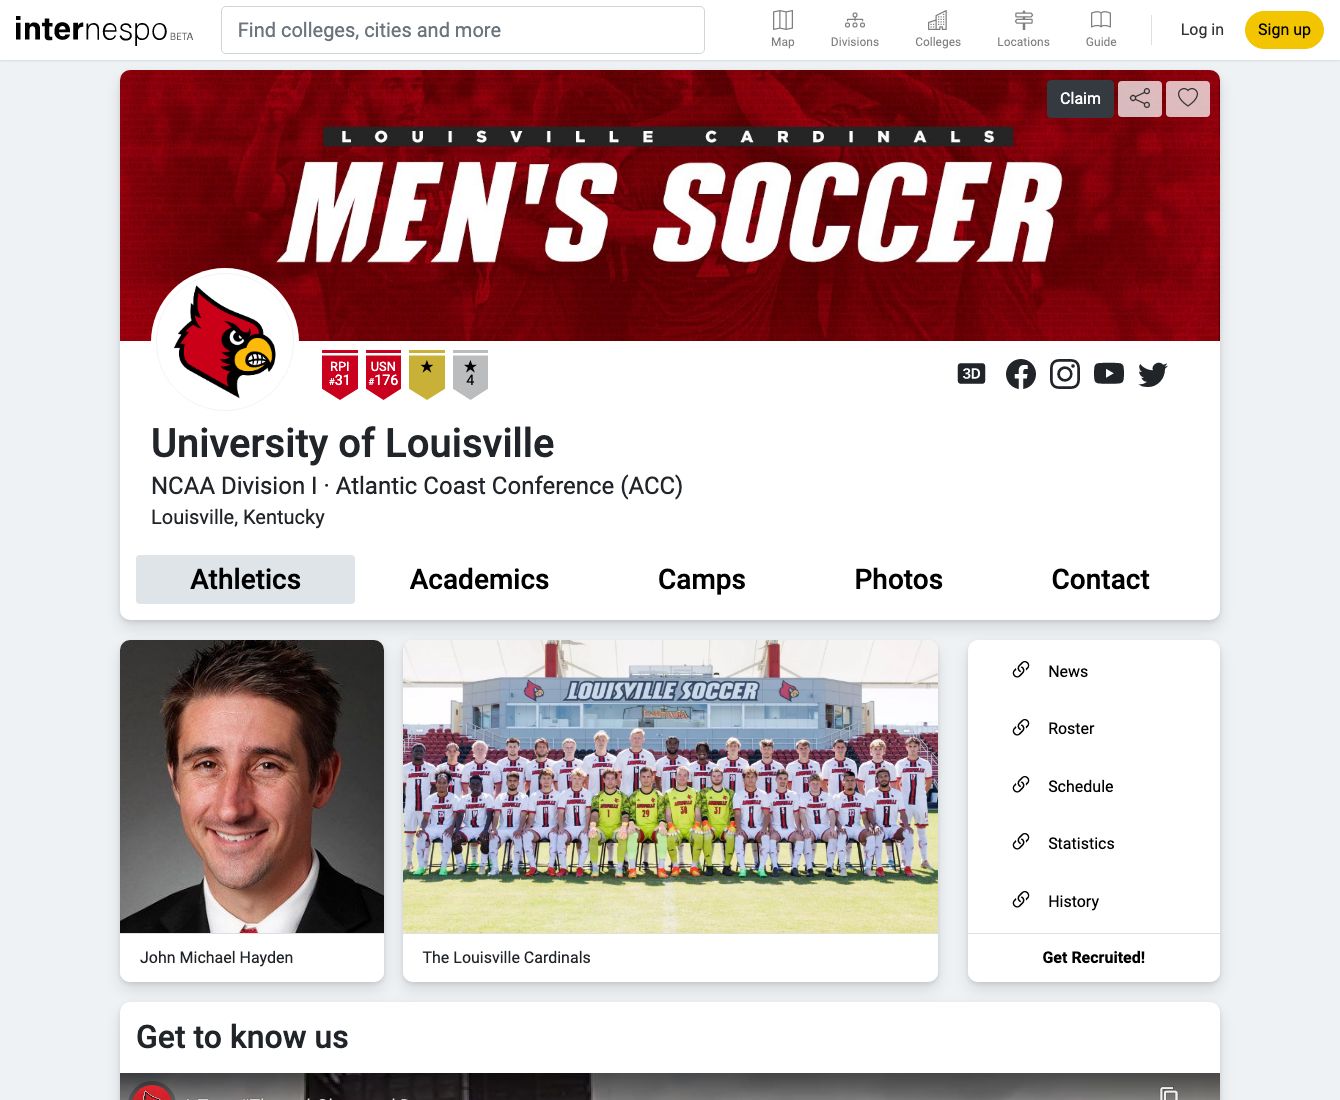 internespo BETA
Find colleges, cities and more
Map
Divisions
Colleges
Locations
Guide
Log in
Sign up
Claim
LOUISVILLE CARDINALS
MEN'S SOCCER
RPI
#31
USN
#176
★
★
4
3D
University of Louisville
NCAA Division I · Atlantic Coast Conference (ACC)
Louisville, Kentucky
Athletics
Academics
Camps
Photos
Contact
LOUISVILLE SOCCER
News
Roster
Schedule
Statistics
History
John Michael Hayden
The Louisville Cardinals
Get Recruited!
Get to know us